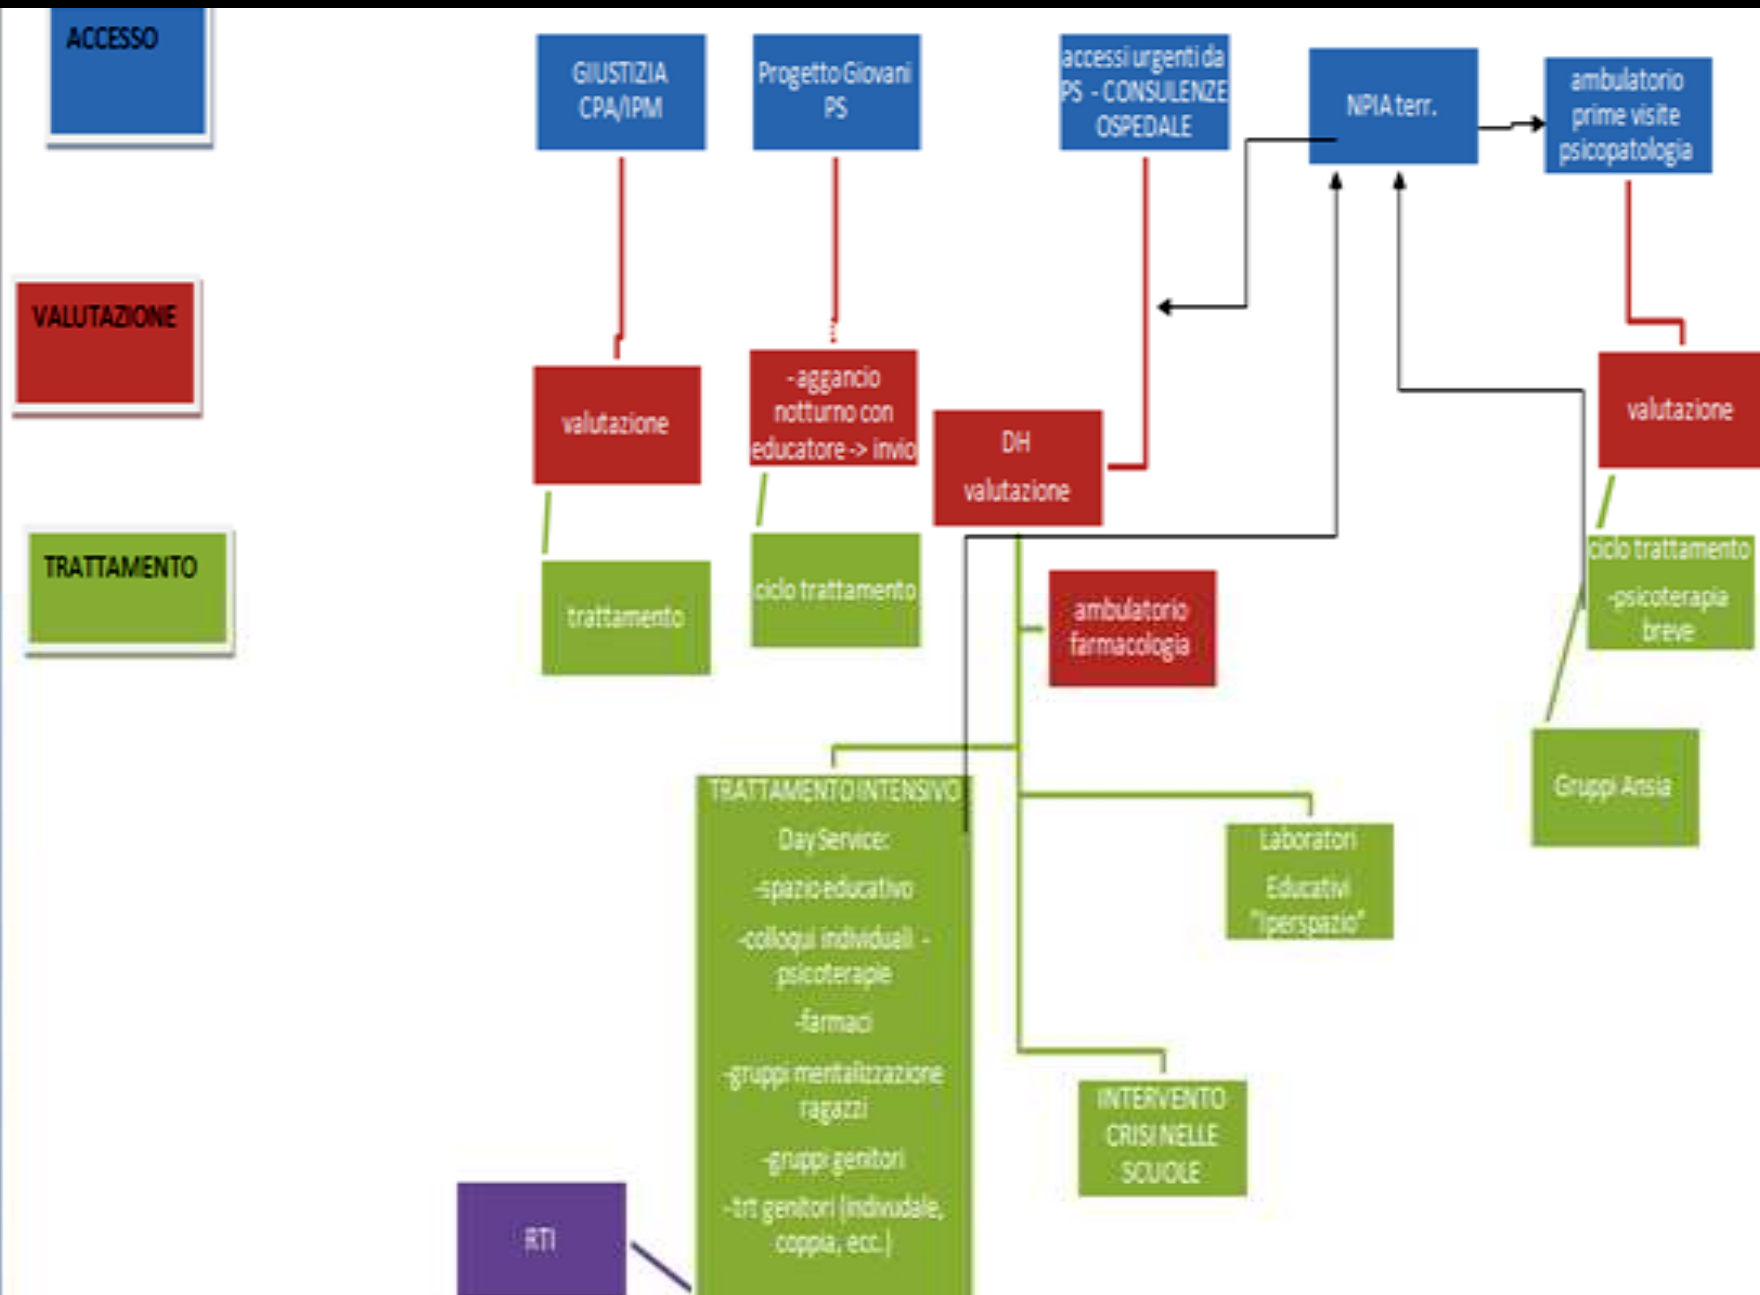 ACCESSO
GIUSTIZIA
CPA/IPM
Progetto Giovani
PS
accessi urgenti da
PS - CONSULENZE
OSPEDALE
NPIA terr.
ambulatorio
prime visite
psicopatologia
VALUTAZIONE
valutazione
- aggancio
notturno con
educatore -> invio
DH
valutazione
valutazione
TRATTAMENTO
trattamento
ciclo trattamento
ambulatorio
farmacologia
ciclo trattamento
-psicoterapia
breve
TRATTAMENTO INTENSIVO
Day Service:
-spazio educativo
-colloqui individuali -
psicoterapie
-farmaci
-gruppi mentalizzazione
ragazzi
-gruppi genitori
-trt genitori (indivudale,
coppia, ecc.)
Laboratori
Educativi
"Iperspazio"
Gruppi Ansia
INTERVENTO
CRISI NELLE
SCUOLE
RTI